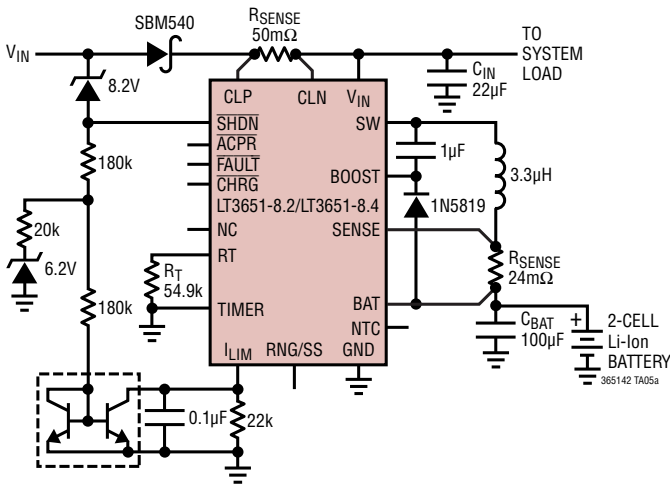 SBM540
RSENSE
50mΩ
TO
SYSTEM
LOAD
VIN
8.2V
CIN
22µF
CLP
CLN
VIN
SHDN
SW
ACPR
FAULT
CHRG
180k
1µF
3.3µH
BOOST
1N5819
LT3651-8.2/LT3651-8.4
20k
NC
SENSE
6.2V
RT
RT
54.9k
RSENSE
24mΩ
180k
TIMER
BAT
NTC
CBAT
100µF
+
2-CELL
Li-Ion
BATTERY
365142 TA05a
ILIM
RNG/SS
GND
0.1µF
22k